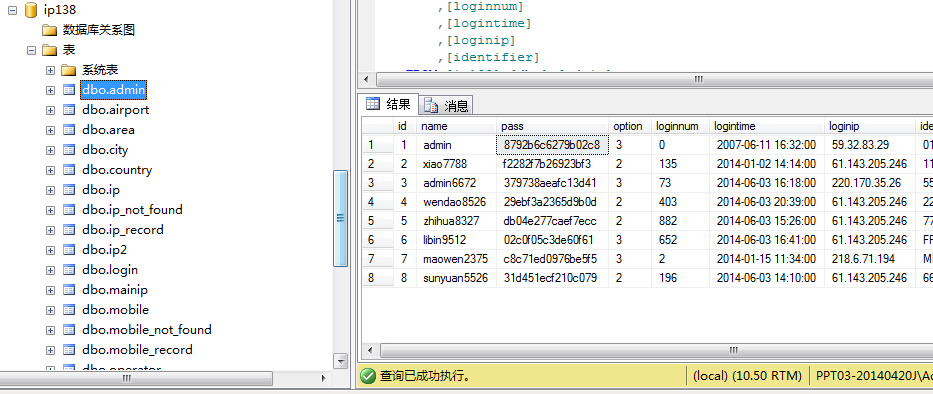 ip138
数据库关系图
表
系统表
dbo.admin
dbo.airport
dbo.area
dbo.city
dbo.country
dbo.ip
dbo.ip_not_found
dbo.ip_record
dbo.ip2
dbo.login
dbo.mainip
dbo.mobile
dbo.mobile_not_found
dbo.mobile_record
,[loginnum]
,[logintime]
,[loginip]
,[identifier]
结果 消息
id name pass option loginnum logintime loginip ide
1 1 admin 8792b6c6279b02c8 3 0 2007-06-11 16:32:00 59.32.83.29 01
2 2 xiao7788 f2282f7b26923bf3 2 135 2014-01-02 14:14:00 61.143.205.246 11
3 3 admin6672 379738aeafc13d41 3 73 2014-06-03 16:18:00 220.170.35.26 55
4 4 wendao8526 29ebf3a2365d9b0d 2 403 2014-06-03 20:39:00 61.143.205.246 22
5 5 zhihua8327 db04e277caef7ecc 2 882 2014-06-03 15:26:00 61.143.205.246 77
6 6 libin9512 02c0f05c3de60f61 3 652 2014-06-03 16:41:00 61.143.205.246 FF
7 7 maowen2375 c8c71ed0976be5f5 3 2 2014-01-15 11:34:00 218.6.71.194
8 8 sunyuan5526 31d451ecf210c079 2 196 2014-06-03 14:10:00 61.143.205.246 66
查询已成功执行。 (local) (10.50 RTM) PPT03-20140420J\Ac